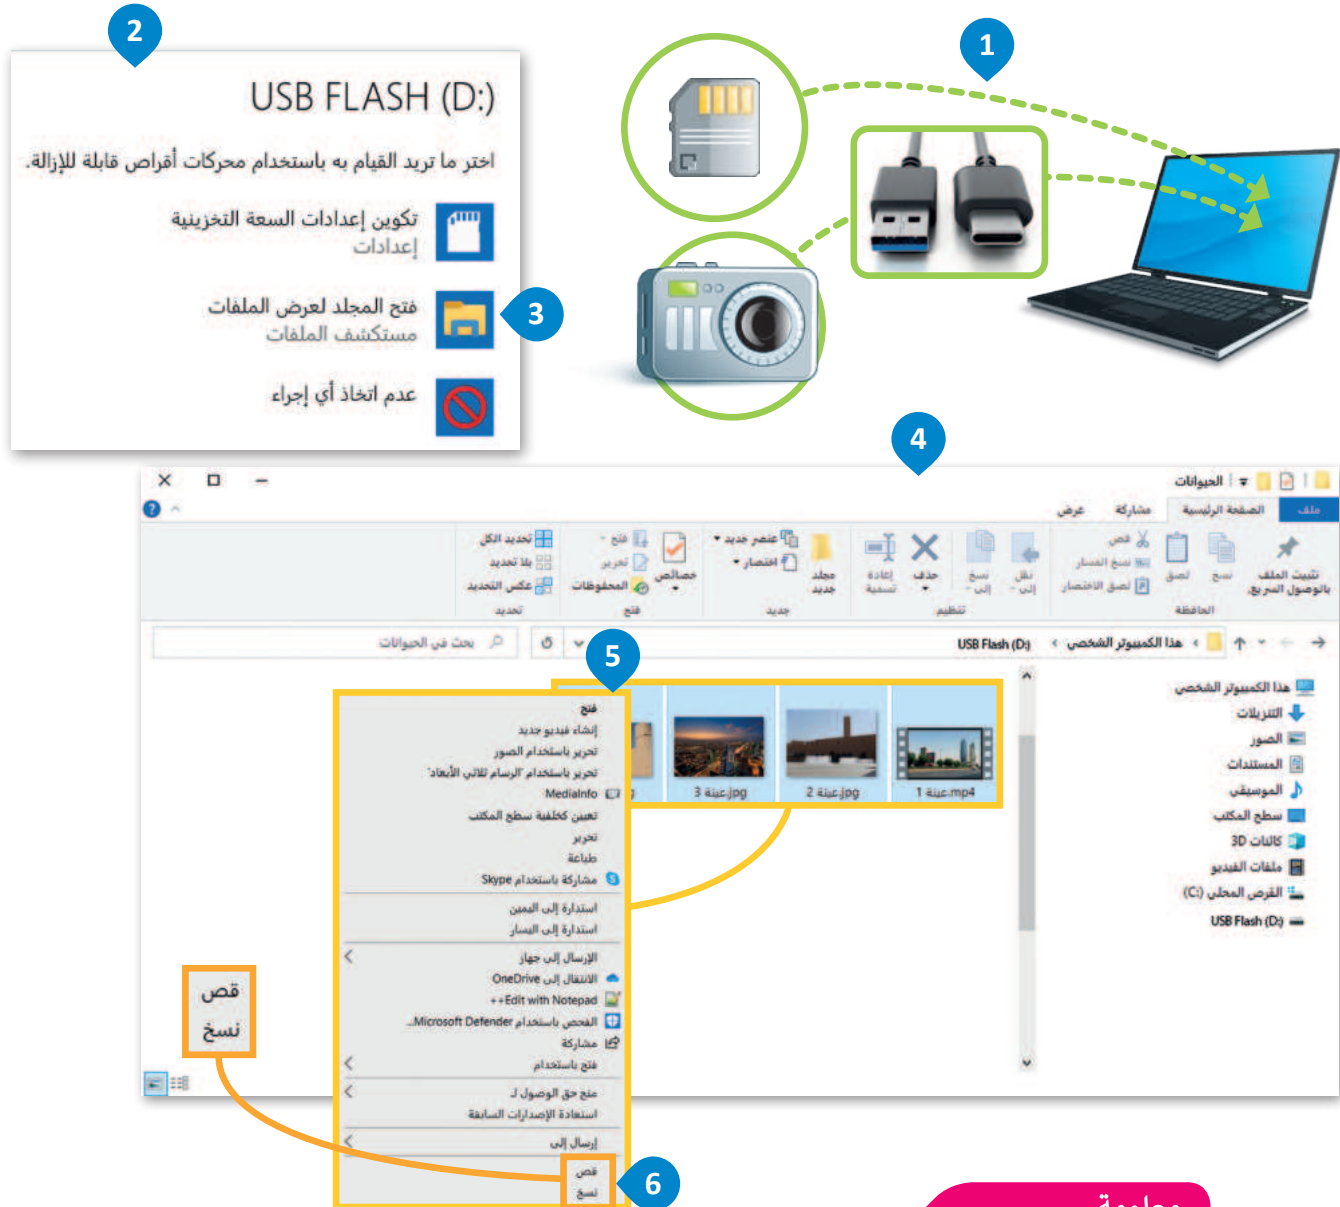 1
2
USB FLASH (D:)
اختر ما تريد القيام به باستخدام محركات أقراص قابلة للإزالة.
تكوين إعدادات السعة التخزينية
إعدادات
3
فتح المجلد لعرض الملفات
مستكشف الملفات
عدم اتخاذ أي إجراء
4
الحيوانات
ملف الصفحة الرئيسية مشاركة عرض
تثبيت الملف بالوصول السريع
نسخ
لصق
قص
نسخ المسار
لصق الاختصار
الحافظة
نقل إلى
نسخ إلى
حذف
إعادة تسمية
تنظيم
مجلد جديد
عنصر جديد
اختصار
جديد
خصائص
فتح
تحرير
المحفوظات
فتح
تحديد الكل
بلا تحديد
عكس التحديد
تحديد
هذا الكمبيوتر الشخصي USB Flash (D:)
بحث في الحيوانات
هذا الكمبيوتر الشخصي
التنزيلات
الصور
المستندات
الموسيقى
سطح المكتب
كائنات 3D
ملفات الفيديو
القرص المحلي (C:)
USB Flash (D:)
عينة 1.mp4
عينة 2.jpg
عينة 3.jpg
5
فتح
إنشاء فيديو جديد
تحرير باستخدام الصور
تحرير باستخدام "الرسام ثلاثي الأبعاد"
MediaInfo
تعيين كخلفية سطح المكتب
تحرير
طباعة
مشاركة باستخدام Skype
استدارة إلى اليمين
استدارة إلى اليسار
الإرسال إلى جهاز
الانتقال إلى OneDrive
Edit with Notepad++
الفحص باستخدام Microsoft Defender...
مشاركة
فتح باستخدام
منح حق الوصول لـ
استعادة الإصدارات السابقة
إرسال إلى
قص
نسخ
6
قص
نسخ